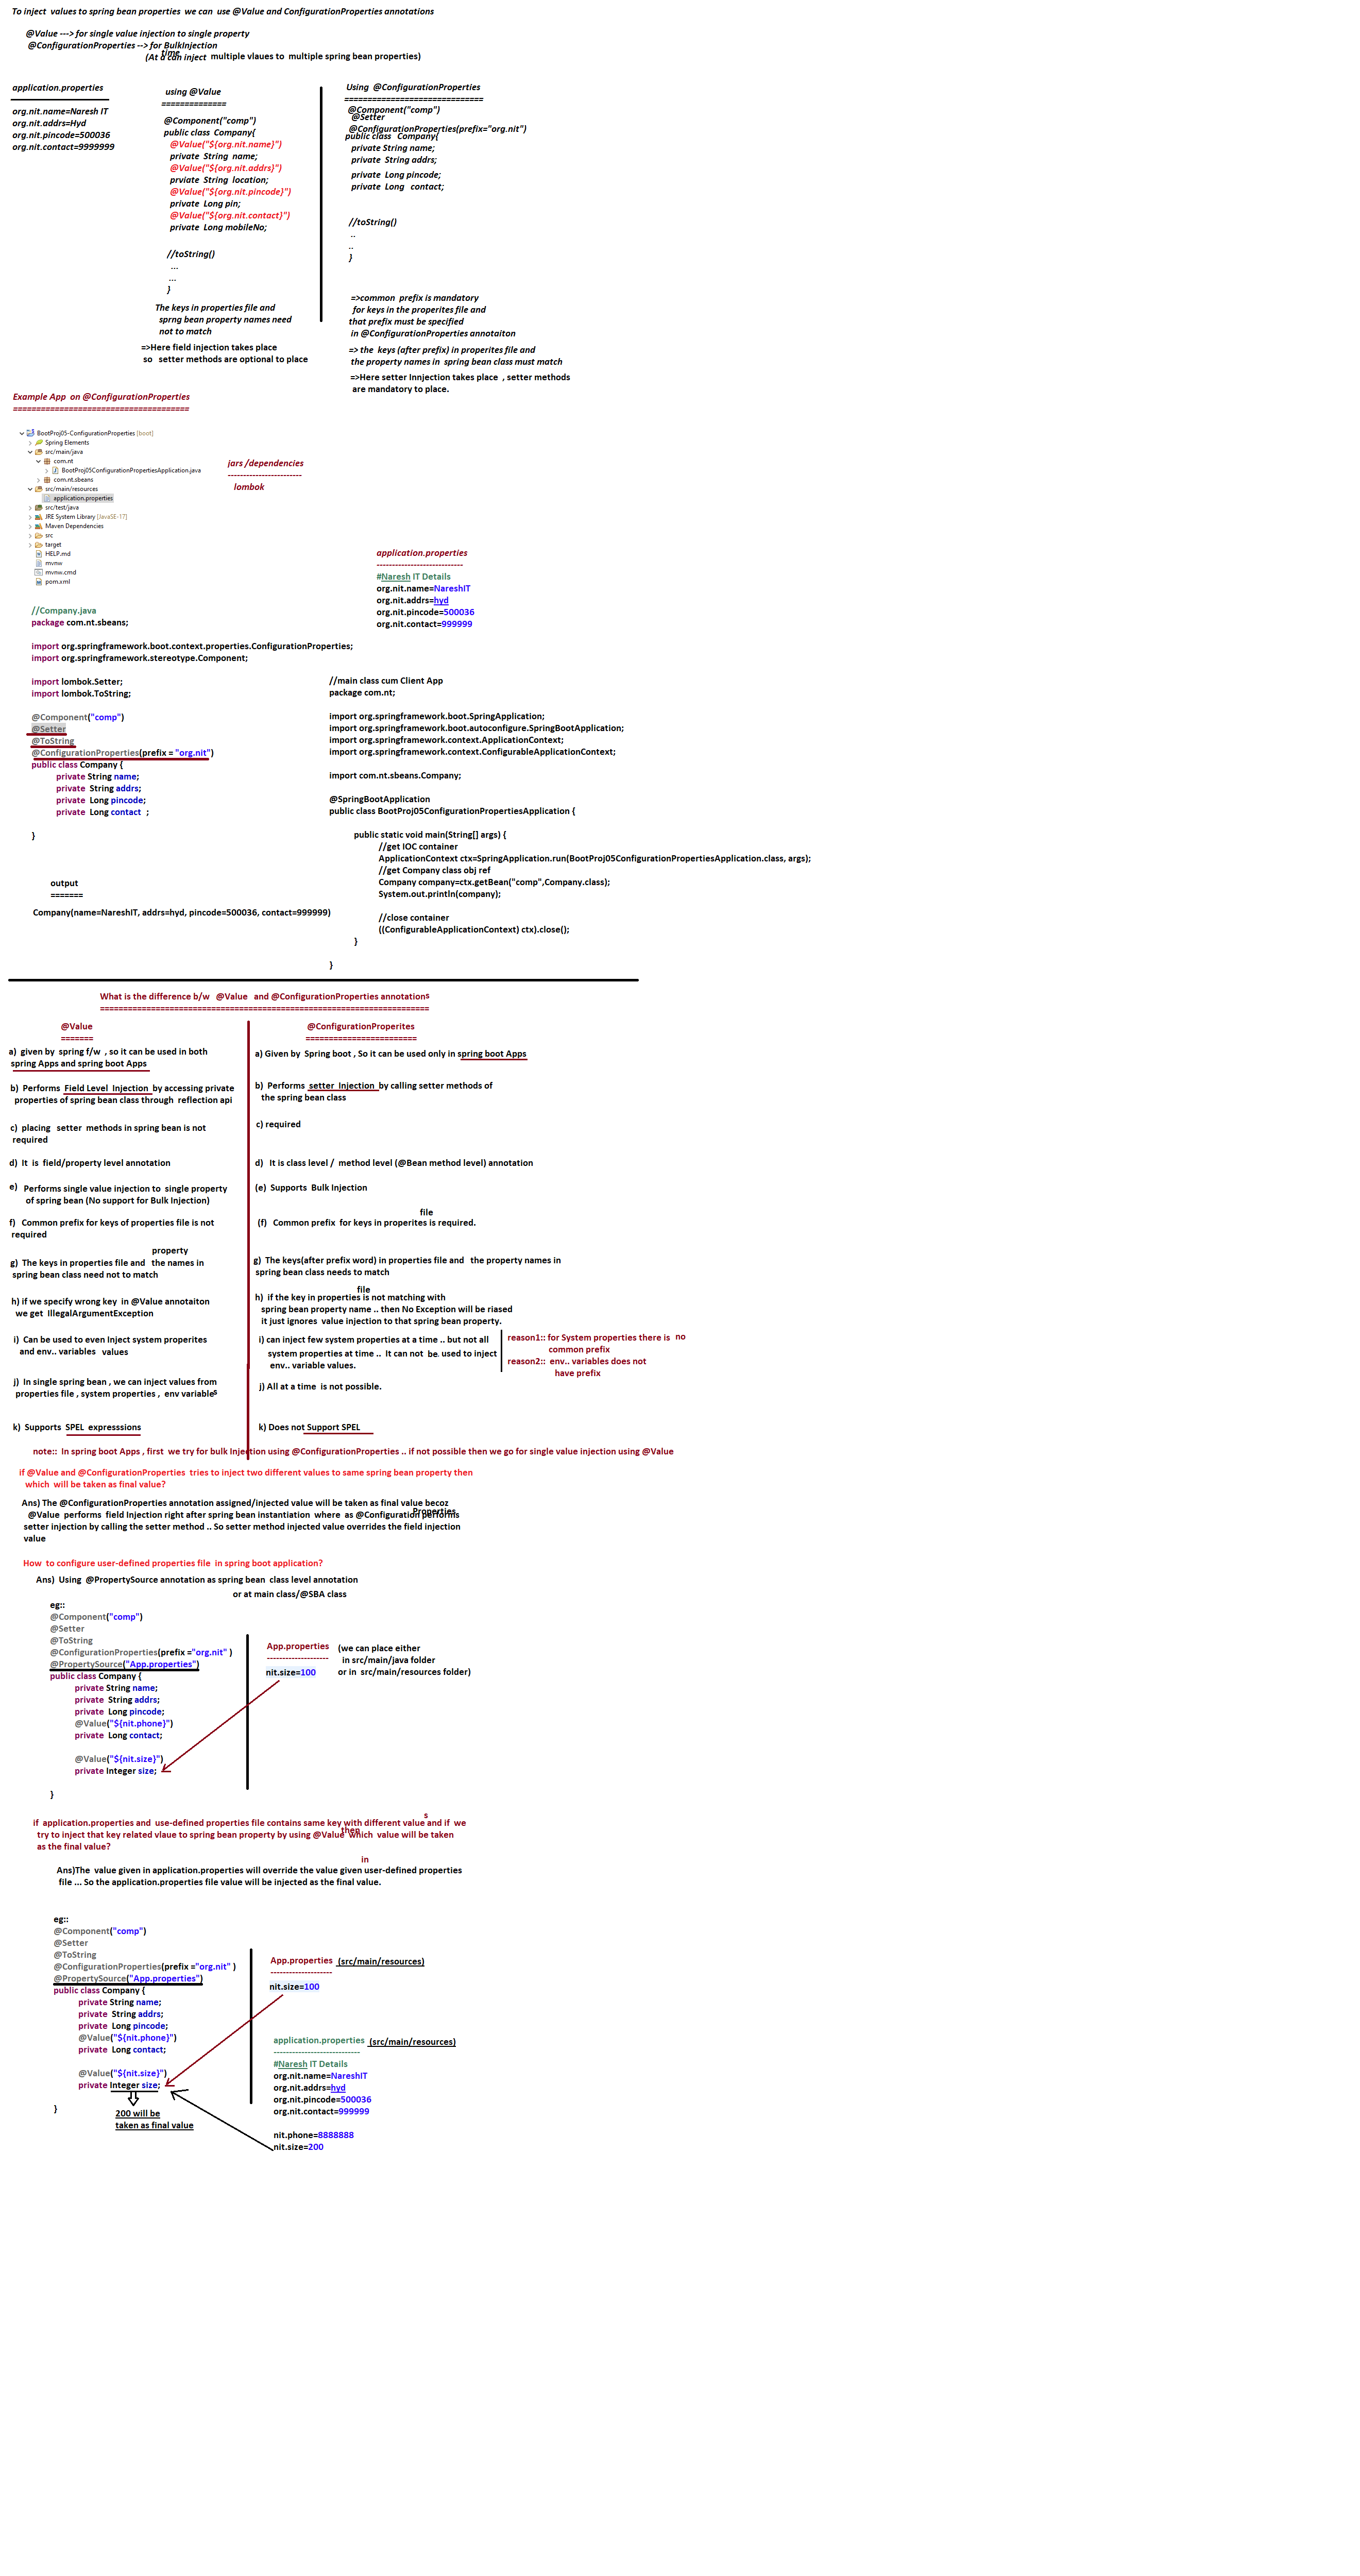 To inject values to spring bean properties we can use @Value and ConfigurationProperties annotations
@Value ---> for single value injection to single property
@ConfigurationProperties --> for BulkInjection
time
(At a can inject multiple vlaues to multiple spring bean properties)
application.properties
org.nit.name=Naresh IT
org.nit.addrs=Hyd
org.nit.pincode=500036
org.nit.contact=9999999
using @Value
==============
@Component("comp")
public class Company{
@Value("${org.nit.name}")
private String name;
@Value("${org.nit.addrs}")
prviate String location;
@Value("${org.nit.pincode}")
private Long pin;
@Value("${org.nit.contact}")
private Long mobileNo;
//toString()
...
...
}
The keys in properties file and
sprng bean property names need
not to match
=>Here field injection takes place
so setter methods are optional to place
Using @ConfigurationProperties
==============================
@Component("comp")
@Setter
@ConfigurationProperties(prefix="org.nit")
public class Company{
private String name;
private String addrs;
private Long pincode;
private Long contact;
//toString()
..
..
}
=>common prefix is mandatory
for keys in the properites file and
that prefix must be specified
in @ConfigurationProperties annotaiton
=> the keys (after prefix) in properites file and
the property names in spring bean class must match
=>Here setter Innjection takes place , setter methods
are mandatory to place.
Example App on @ConfigurationProperties
======================================
BootProj05-ConfigurationProperties [boot]
Spring Elements
src/main/java
com.nt
BootProj05ConfigurationPropertiesApplication.java
com.nt.sbeans
src/main/resources
application.properties
src/test/java
JRE System Library [JavaSE-17]
Maven Dependencies
src
target
HELP.md
mvnw
mvnw.cmd
pom.xml
jars /dependencies
------------------------
lombok
application.properties
----------------------------
#Naresh IT Details
org.nit.name=NareshIT
org.nit.addrs=hyd
org.nit.pincode=500036
org.nit.contact=999999
//Company.java
package com.nt.sbeans;
import org.springframework.boot.context.properties.ConfigurationProperties;
import org.springframework.stereotype.Component;
import lombok.Setter;
import lombok.ToString;
@Component("comp")
@Setter
@ToString
@ConfigurationProperties(prefix = "org.nit")
public class Company {
private String name;
private String addrs;
private Long pincode;
private Long contact ;
}
output
=======
Company(name=NareshIT, addrs=hyd, pincode=500036, contact=999999)
//main class cum Client App
package com.nt;
import org.springframework.boot.SpringApplication;
import org.springframework.boot.autoconfigure.SpringBootApplication;
import org.springframework.context.ApplicationContext;
import org.springframework.context.ConfigurableApplicationContext;
import com.nt.sbeans.Company;
@SpringBootApplication
public class BootProj05ConfigurationPropertiesApplication {
public static void main(String[] args) {
//get IOC container
ApplicationContext ctx=SpringApplication.run(BootProj05ConfigurationPropertiesApplication.class, args);
//get Company class obj ref
Company company=ctx.getBean("comp",Company.class);
System.out.println(company);
//close container
((ConfigurableApplicationContext) ctx).close();
}
}
What is the difference b/w @Value and @ConfigurationProperties annotations
=======================================================================
@Value
=======
a) given by spring f/w , so it can be used in both
spring Apps and spring boot Apps
b) Performs Field Level Injection by accessing private
properties of spring bean class through reflection api
c) placing setter methods in spring bean is not
required
d) It is field/property level annotation
e) Performs single value injection to single property
of spring bean (No support for Bulk Injection)
f) Common prefix for keys of properties file is not
required
property
g) The keys in properties file and the names in
spring bean class need not to match
h) if we specify wrong key in @Value annotaiton
we get IllegalArgumentException
i) Can be used to even Inject system properites
and env.. variables values
j) In single spring bean , we can inject values from
properties file , system properties , env variables
k) Supports SPEL expresssions
@ConfigurationProperites
========================
a) Given by Spring boot , So it can be used only in spring boot Apps
b) Performs setter Injection by calling setter methods of
the spring bean class
c) required
d) It is class level / method level (@Bean method level) annotation
(e) Supports Bulk Injection
file
(f) Common prefix for keys in properites is required.
g) The keys(after prefix word) in properties file and the property names in
spring bean class needs to match
file
h) if the key in properties is not matching with
spring bean property name .. then No Exception will be riased
it just ignores value injection to that spring bean property.
i) can inject few system properties at a time .. but not all
system properties at time .. It can not be used to inject
env.. variable values.
reason1:: for System properties there is no
common prefix
reason2:: env.. variables does not
have prefix
j) All at a time is not possible.
k) Does not Support SPEL
note:: In spring boot Apps , first we try for bulk Injection using @ConfigurationProperties .. if not possible then we go for single value injection using @Value
if @Value and @ConfigurationProperties tries to inject two different values to same spring bean property then
which will be taken as final value?
Ans) The @ConfigurationProperties annotation assigned/injected value will be taken as final value becoz
Properties
@Value performs field Injection right after spring bean instantiation where as @Configuration performs
setter injection by calling the setter method .. So setter method injected value overrides the field injection
value
How to configure user-defined properties file in spring boot application?
Ans) Using @PropertySource annotation as spring bean class level annotation
or at main class/@SBA class
eg::
@Component("comp")
@Setter
@ToString
@ConfigurationProperties(prefix ="org.nit" )
@PropertySource("App.properties")
public class Company {
private String name;
private String addrs;
private Long pincode;
@Value("${nit.phone}")
private Long contact;
@Value("${nit.size}")
private Integer size;
}
App.properties
--------------------
nit.size=100
(we can place either
in src/main/java folder
or in src/main/resources folder)
s
if application.properties and use-defined properties file contains same key with different value and if we
then
try to inject that key related vlaue to spring bean property by using @Value which value will be taken
as the final value?
in
Ans)The value given in application.properties will override the value given user-defined properties
file ... So the application.properties file value will be injected as the final value.
eg::
@Component("comp")
@Setter
@ToString
@ConfigurationProperties(prefix ="org.nit" )
@PropertySource("App.properties")
public class Company {
private String name;
private String addrs;
private Long pincode;
@Value("${nit.phone}")
private Long contact;
@Value("${nit.size}")
private Integer size;
}
200 will be
taken as final value
App.properties (src/main/resources)
--------------------
nit.size=100
application.properties (src/main/resources)
----------------------------
#Naresh IT Details
org.nit.name=NareshIT
org.nit.addrs=hyd
org.nit.pincode=500036
org.nit.contact=999999
nit.phone=8888888
nit.size=200